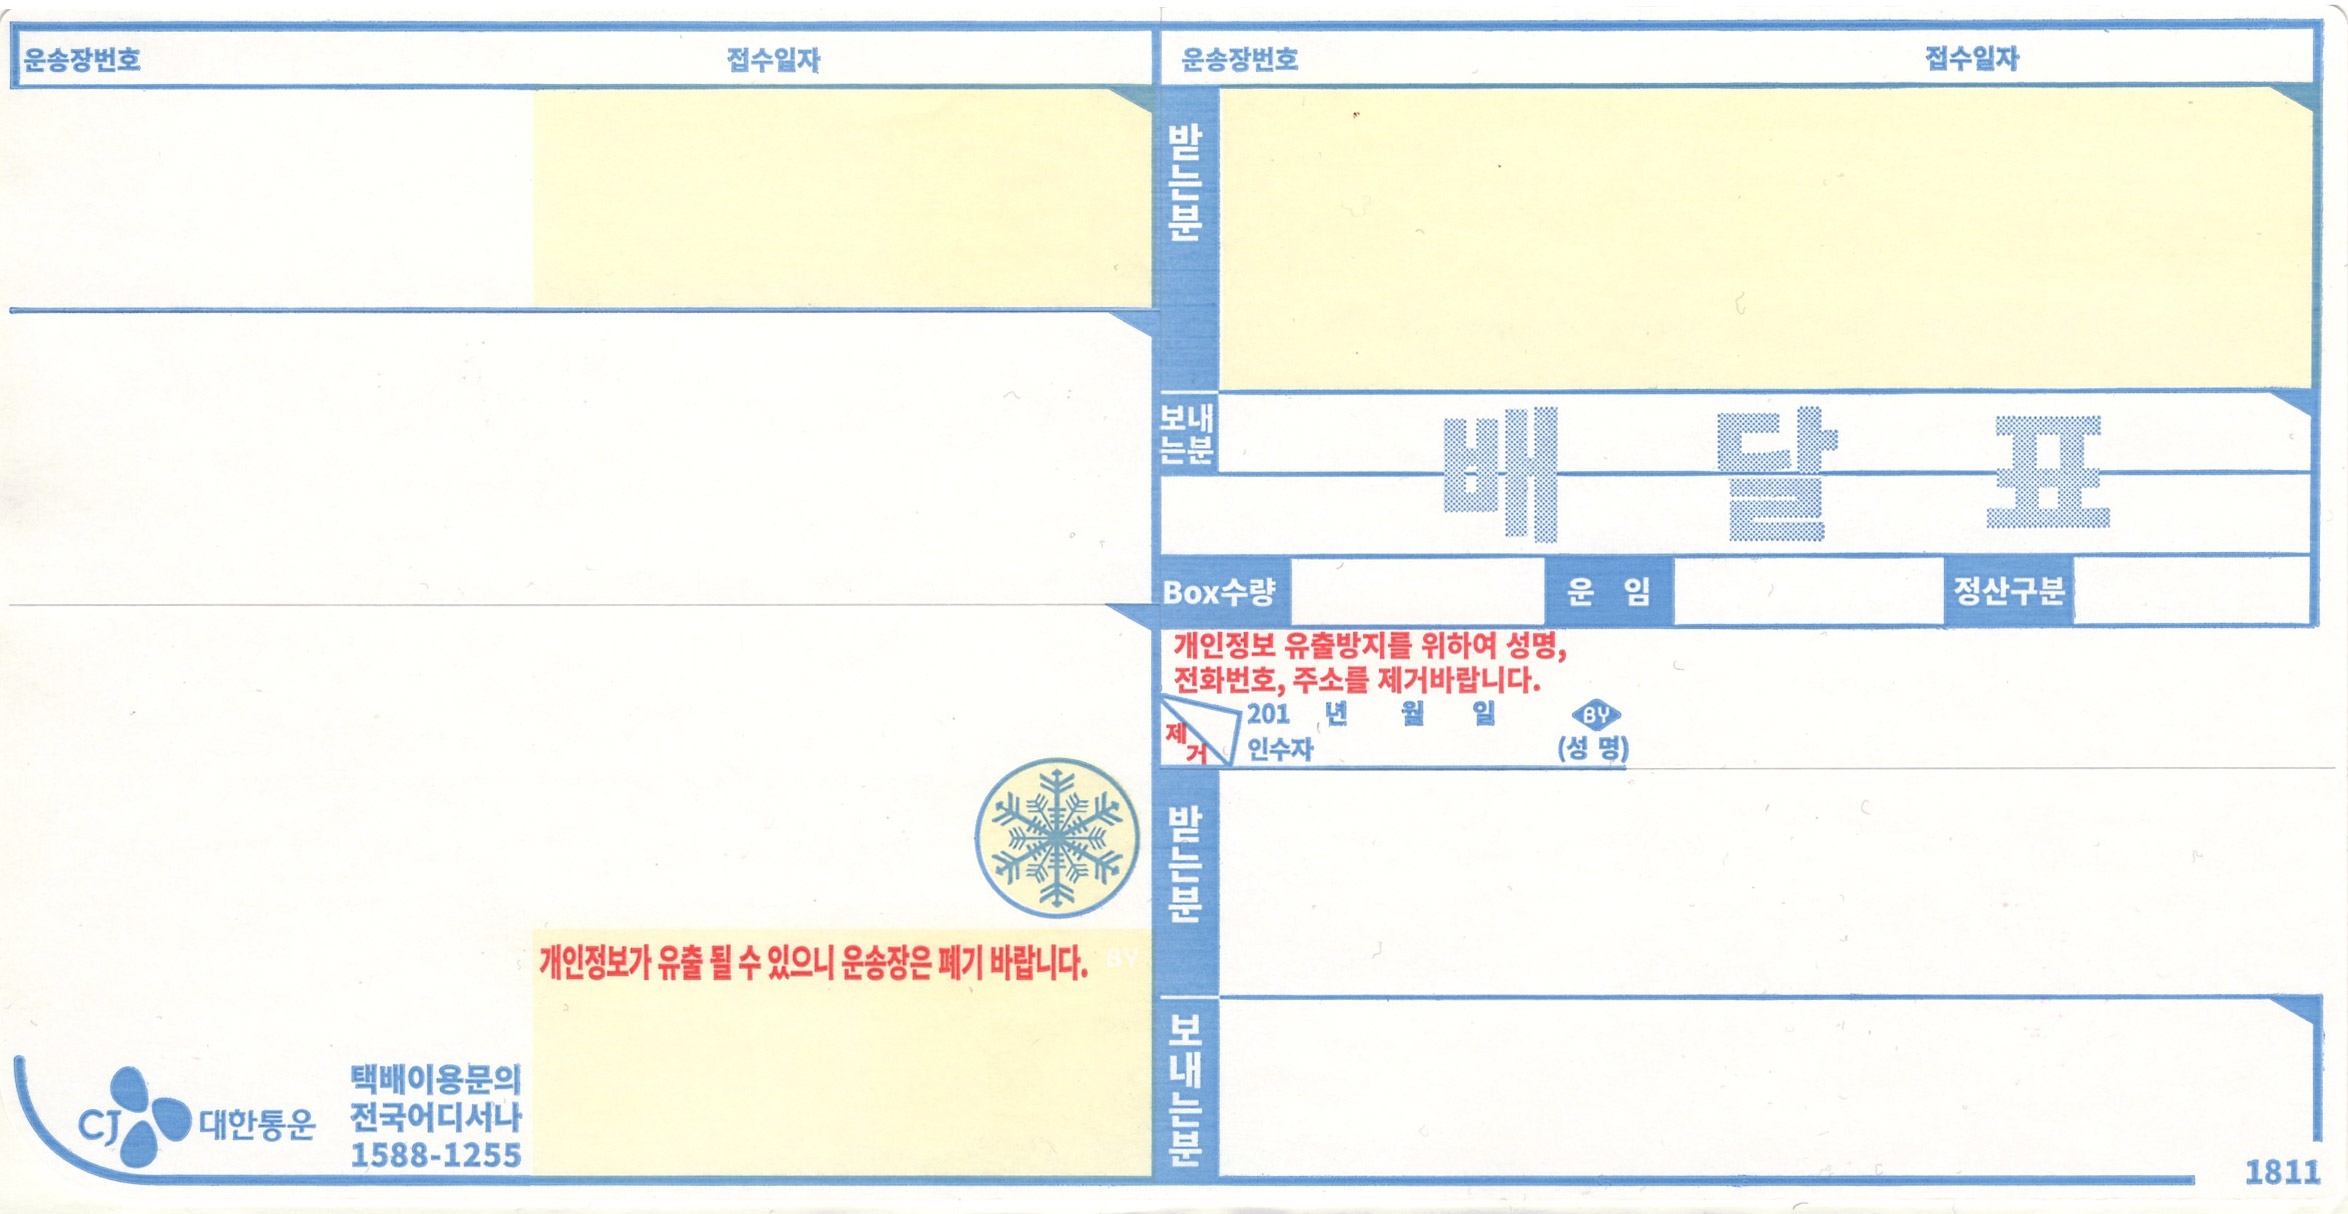 운송장번호 접수일자
운송장번호 접수일자
받는분
보내
는분
배 달 표
Box수량 운 임 정산구분
개인정보 유출방지를 위하여 성명,
전화번호, 주소를 제거바랍니다.
제거
201 년 월 일 BY
인수자 (성 명)
받는분
개인정보가 유출 될 수 있으니 운송장은 폐기 바랍니다. BY
보내는분
CJ 대한통운
택배이용문의
전국어디서나
1588-1255
1811